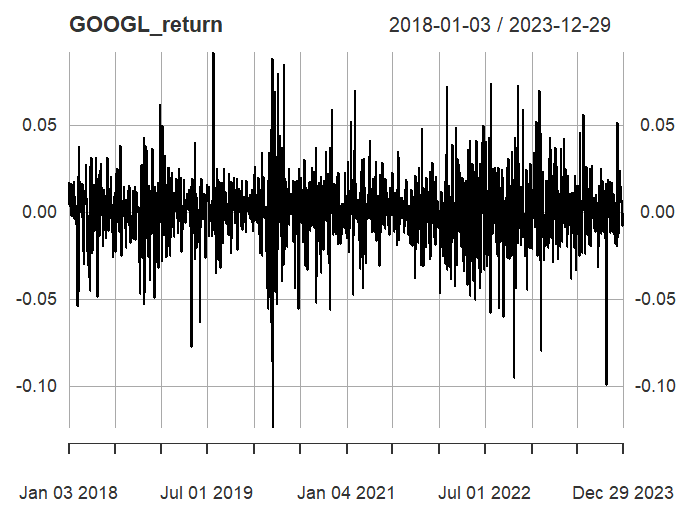 GOOGL_return 2018-01-03 / 2023-12-29
0.05 0.05
0.00 0.00
-0.05 -0.05
-0.10 -0.10
Jan 03 2018 Jul 01 2019 Jan 04 2021 Jul 01 2022 Dec 29 2023